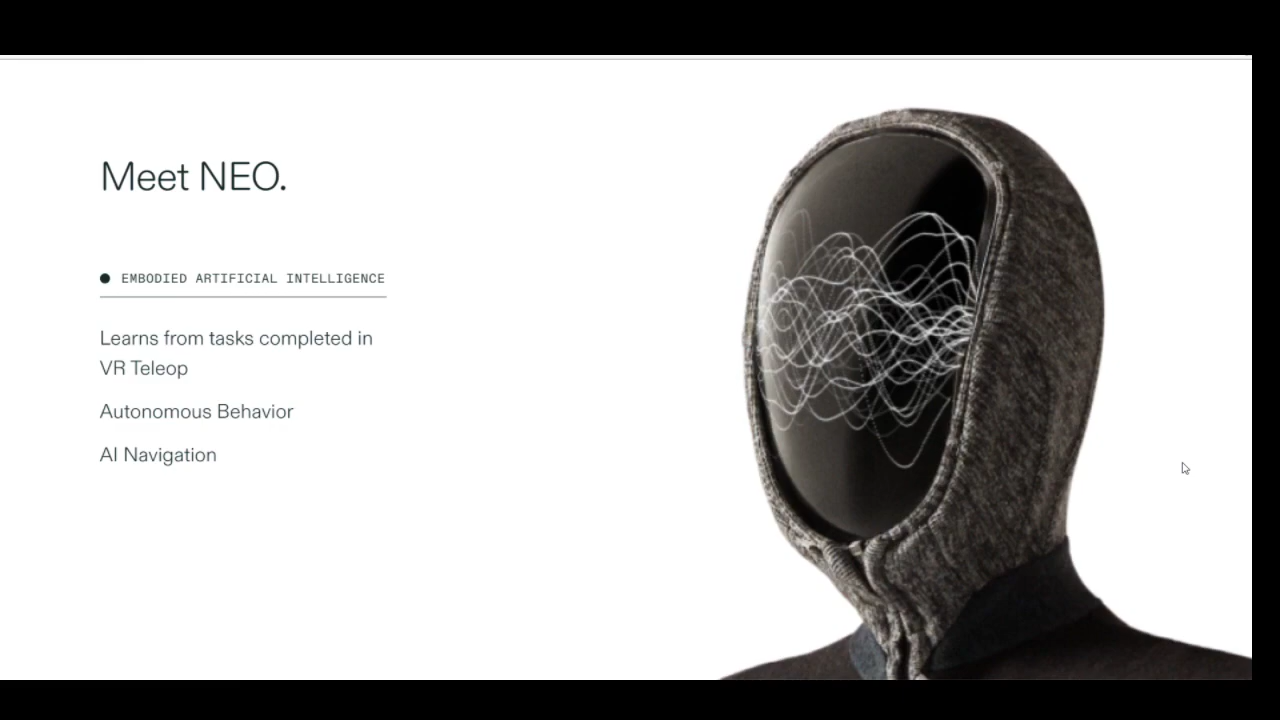 Meet NEO.
EMBODIED ARTIFICIAL INTELLIGENCE
Learns from tasks completed in
VR Teleop
Autonomous Behavior
AI Navigation